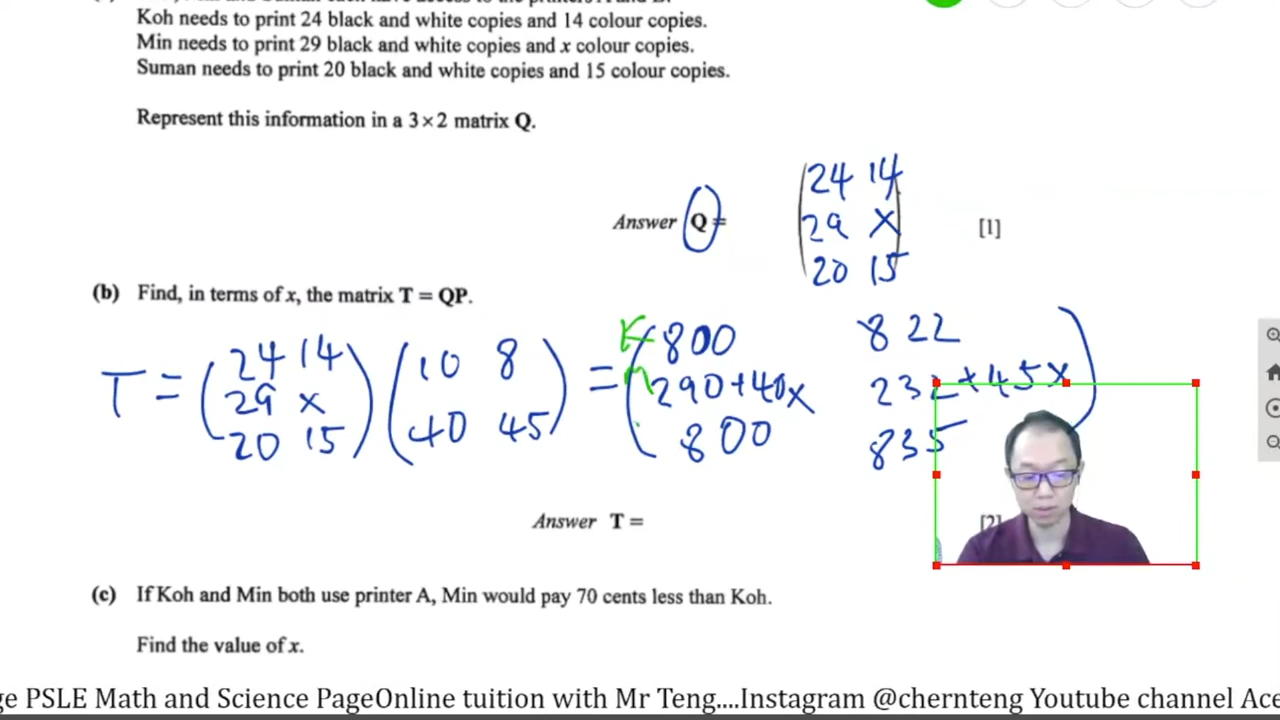 Koh needs to print 24 black and white copies and 14 colour copies.
Min needs to print 29 black and white copies and x colour copies.
Suman needs to print 20 black and white copies and 15 colour copies.
Represent this information in a 3×2 matrix Q.
24 14
Answer Q = 29 x [1]
20 15
(b) Find, in terms of x, the matrix T = QP.
T = (24 14 29 x 20 15) (10 8 40 45) = (
K 800 822
M 290+40x 232+45x
800 835
)
Answer T =
[2]
(c) If Koh and Min both use printer A, Min would pay 70 cents less than Koh.
Find the value of x.
ge PSLE Math and Science PageOnline tuition with Mr Teng....Instagram @chernteng Youtube channel Ace